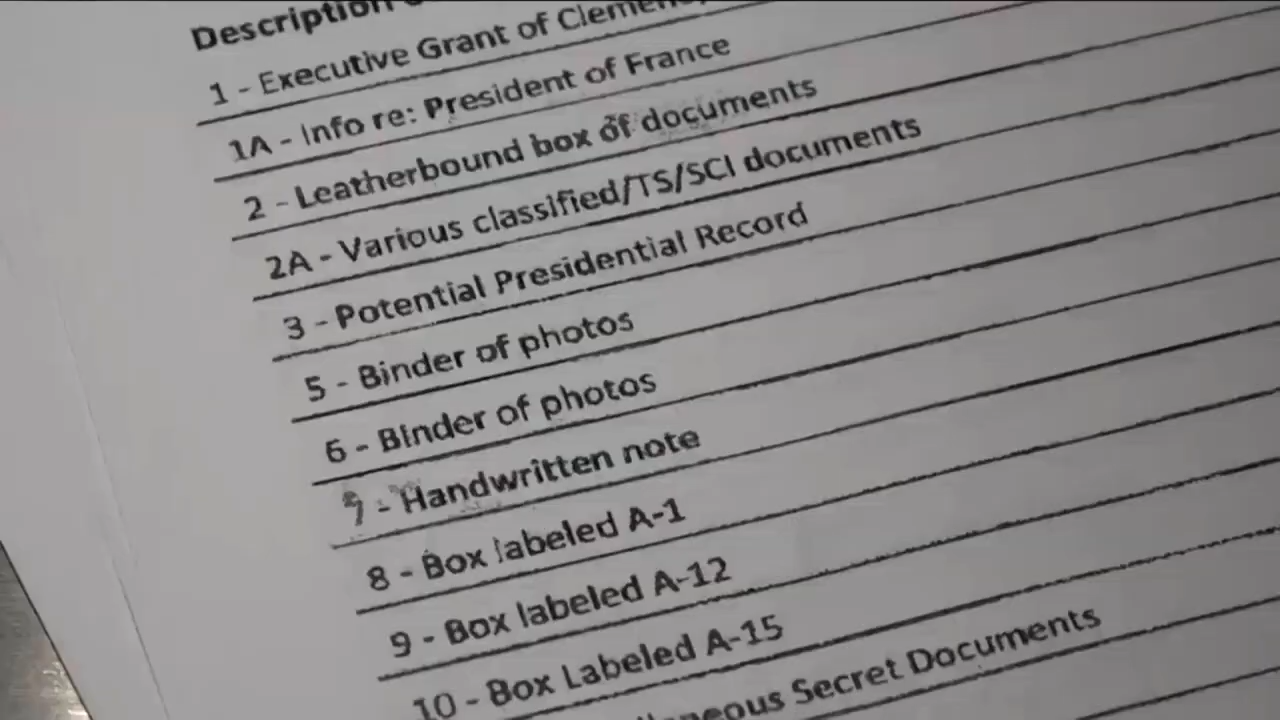 Description
1 - Executive Grant of
1A - Info re: President of France
2 - Leatherbound box of documents
2A - Various classified/TS/SCI documents
3 - Potential Presidential Record
5 - Binder of photos
6 - Binder of photos
7 - Handwritten note
8 - Box labeled A-1
9 - Box labeled A-12
10 - Box Labeled A-15
Secret Documents